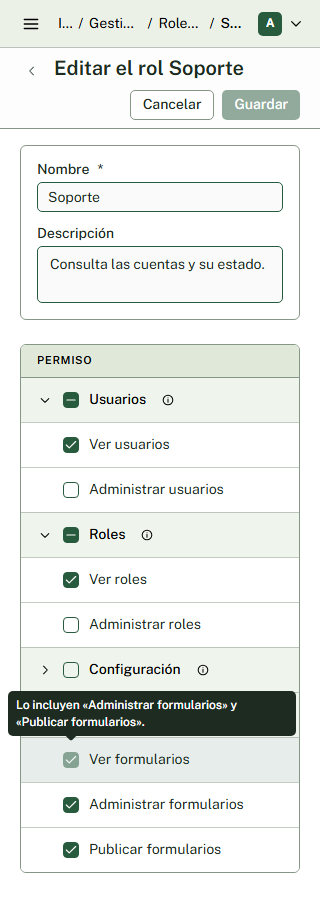 I... / Gesti... / Role... / S... A
Editar el rol Soporte
Cancelar Guardar
Nombre *
Soporte
Descripción
Consulta las cuentas y su estado.
PERMISO
Usuarios
Ver usuarios
Administrar usuarios
Roles
Ver roles
Administrar roles
Configuración
Lo incluyen «Administrar formularios» y
«Publicar formularios».
Ver formularios
Administrar formularios
Publicar formularios